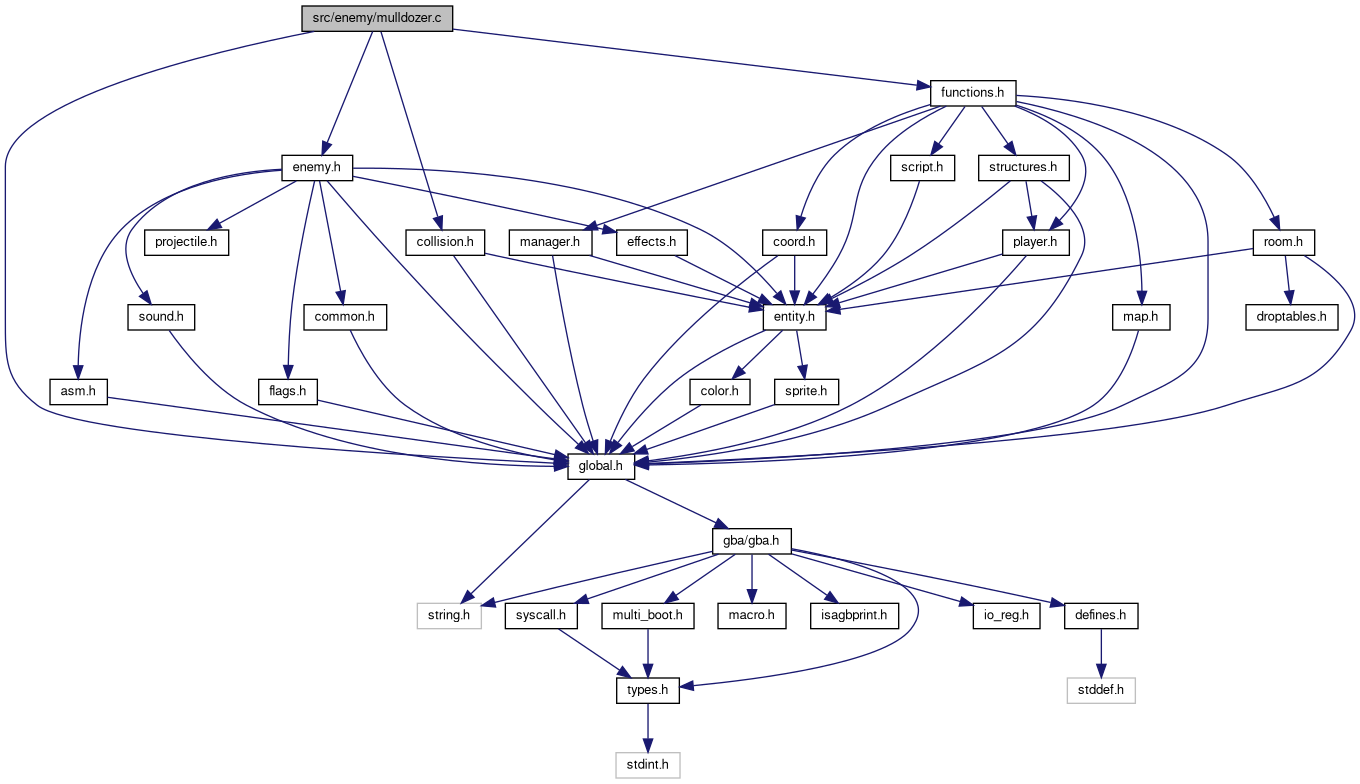 src/enemy/mulldozer.c
functions.h
enemy.h
script.h
structures.h
projectile.h
collision.h
manager.h
effects.h
coord.h
player.h
room.h
sound.h
common.h
entity.h
map.h
droptables.h
asm.h
flags.h
color.h
sprite.h
global.h
gba/gba.h
string.h
syscall.h
multi_boot.h
macro.h
isagbprint.h
io_reg.h
defines.h
types.h
stddef.h
stdint.h